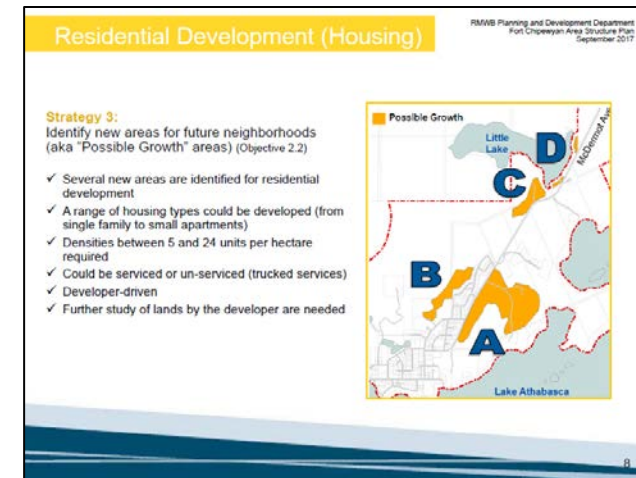 Residential Development (Housing)
RMWB Planning and Development Department
Fort Chipewyan Area Structure Plan
September 2017
Strategy 3:
Identify new areas for future neighborhoods
(aka "Possible Growth" areas) (Objective 2.2)
✓ Several new areas are identified for residential
development
✓ A range of housing types could be developed (from
single family to small apartments)
✓ Densities between 5 and 24 units per hectare
required
✓ Could be serviced or un-serviced (trucked services)
✓ Developer-driven
✓ Further study of lands by the developer are needed
Possible Growth
Little
Lake
D
McDermot Ave
C
B
A
Lake Athabasca
8